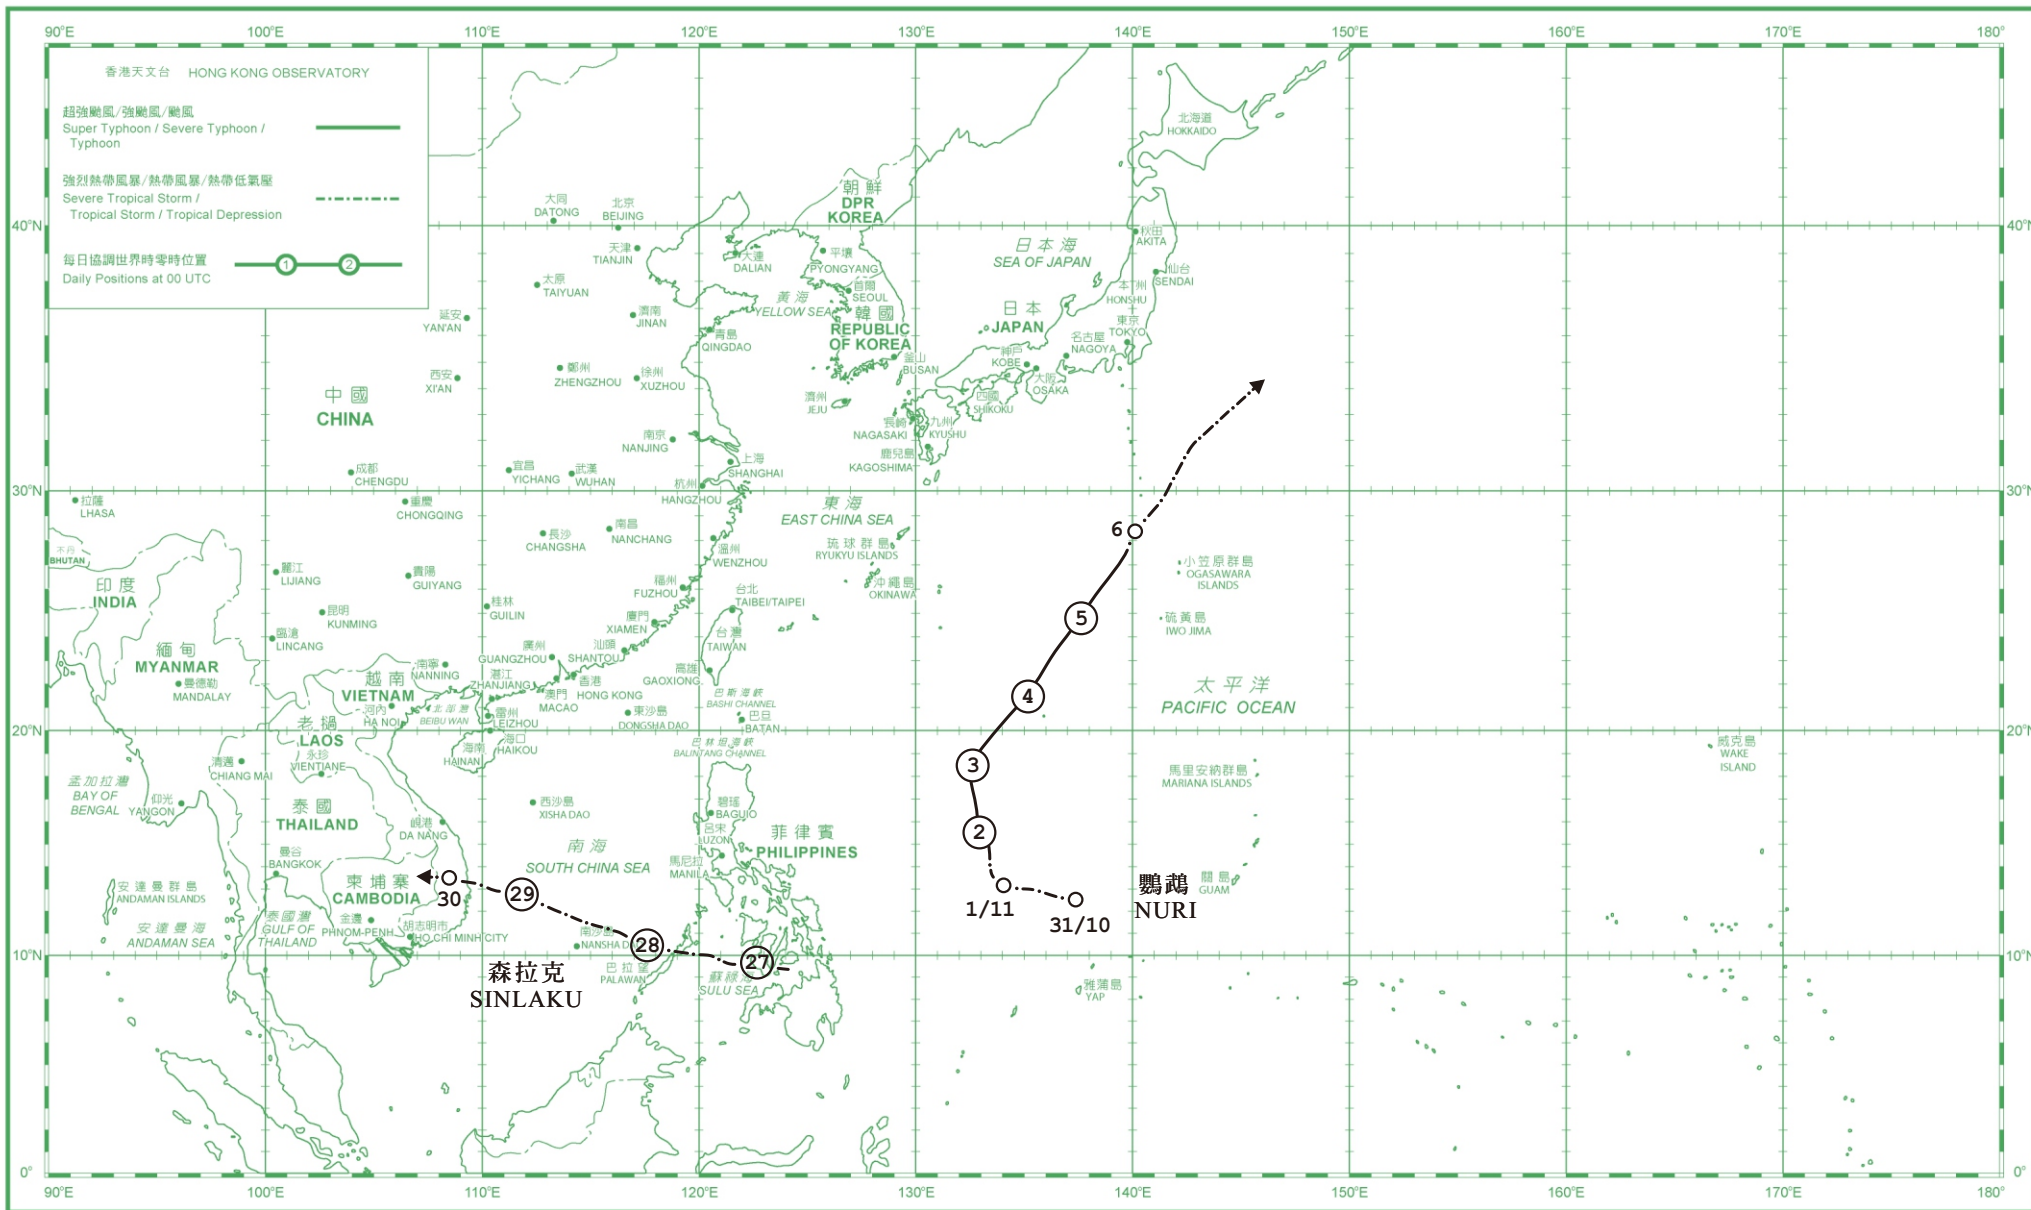 90°E
100°E
110°E
120°E
130°E
140°E
150°E
160°E
170°E
180°
香港天文台 HONG KONG OBSERVATORY
超強颱風/強颱風/颱風
Super Typhoon / Severe Typhoon /
Typhoon
強烈熱帶風暴/熱帶風暴/熱帶低氣壓
Severe Tropical Storm /
Tropical Storm / Tropical Depression
每日協調世界時零時位置
Daily Positions at 00 UTC
1
2
北海道
HOKKAIDO
大同
DATONG
北京
BEIJING
朝鮮
DPR
KOREA
40°N
40°N
天津
TIANJIN
大連
DALIAN
平壤
PYONGYANG
日本海
SEA OF JAPAN
秋田
AKITA
仙台
SENDAI
太原
TAIYUAN
首爾
SEOUL
本州
HONSHU
黃海
YELLOW SEA
韓國
REPUBLIC
OF KOREA
日本
JAPAN
東京
TOKYO
延安
YAN'AN
濟南
JINAN
青島
QINGDAO
名古屋
NAGOYA
神戶
KOBE
大阪
OSAKA
釜山
BUSAN
西安
XI'AN
鄭州
ZHENGZHOU
徐州
XUZHOU
中國
CHINA
濟州
JEJU
四國
SHIKOKU
長崎
NAGASAKI
九州
KYUSHU
南京
NANJING
鹿兒島
KAGOSHIMA
上海
SHANGHAI
成都
CHENGDU
宜昌
YICHANG
武漢
WUHAN
杭州
HANGZHOU
30°N
30°N
拉薩
LHASA
重慶
CHONGQING
東海
EAST CHINA SEA
長沙
CHANGSHA
南昌
NANCHANG
溫州
WENZHOU
琉球群島
RYUKYU ISLANDS
6
不丹
BHUTAN
印度
INDIA
麗江
LIJIANG
貴陽
GUIYANG
福州
FUZHOU
台北
TAIBEI/TAIPEI
沖繩島
OKINAWA
小笠原群島
OGASAWARA
ISLANDS
昆明
KUNMING
桂林
GUILIN
廈門
XIAMEN
5
硫黃島
IWO JIMA
臨滄
LINCANG
台灣
TAIWAN
緬甸
MYANMAR
廣州
GUANGZHOU
汕頭
SHANTOU
曼德勒
MANDALAY
越南
VIETNAM
南寧
NANNING
湛江
ZHANJIANG
香港
HONG KONG
高雄
GAOXIONG
澳門
MACAO
巴斯海峽
BASHI CHANNEL
4
太平洋
PACIFIC OCEAN
河內
HA NOI
北部灣
BEIBU WAN
雷州
LEIZHOU
東沙島
DONGSHA DAO
巴旦
BATAN
20°N
20°N
老撾
LAOS
永珍
VIENTIANE
海南
HAINAN
海口
HAIKOU
巴林坦海峽
BALINTANG CHANNEL
威克島
WAKE
ISLAND
清邁
CHIANG MAI
3
馬里安納群島
MARIANA ISLANDS
孟加拉灣
BAY OF
BENGAL
仰光
YANGON
泰國
THAILAND
西沙島
XISHA DAO
碧瑤
BAGUIO
峴港
DA NANG
呂宋
LUZON
菲律賓
PHILIPPINES
2
曼谷
BANGKOK
南海
SOUTH CHINA SEA
馬尼拉
MANILA
柬埔寨
CAMBODIA
30
29
1/11
31/10
鸚鵡
NURI
關島
GUAM
安達曼群島
ANDAMAN ISLANDS
安達曼海
ANDAMAN SEA
泰國灣
GULF OF
THAILAND
金邊
PHNOM-PENH
胡志明市
HO CHI MINH CITY
南沙島
NANSHA D
28
27
10°N
10°N
森拉克
SINLAKU
巴拉望
PALAWAN
蘇祿海
SULU SEA
雅蒲島
YAP
0°
0°
90°E
100°E
110°E
120°E
130°E
140°E
150°E
160°E
170°E
180°